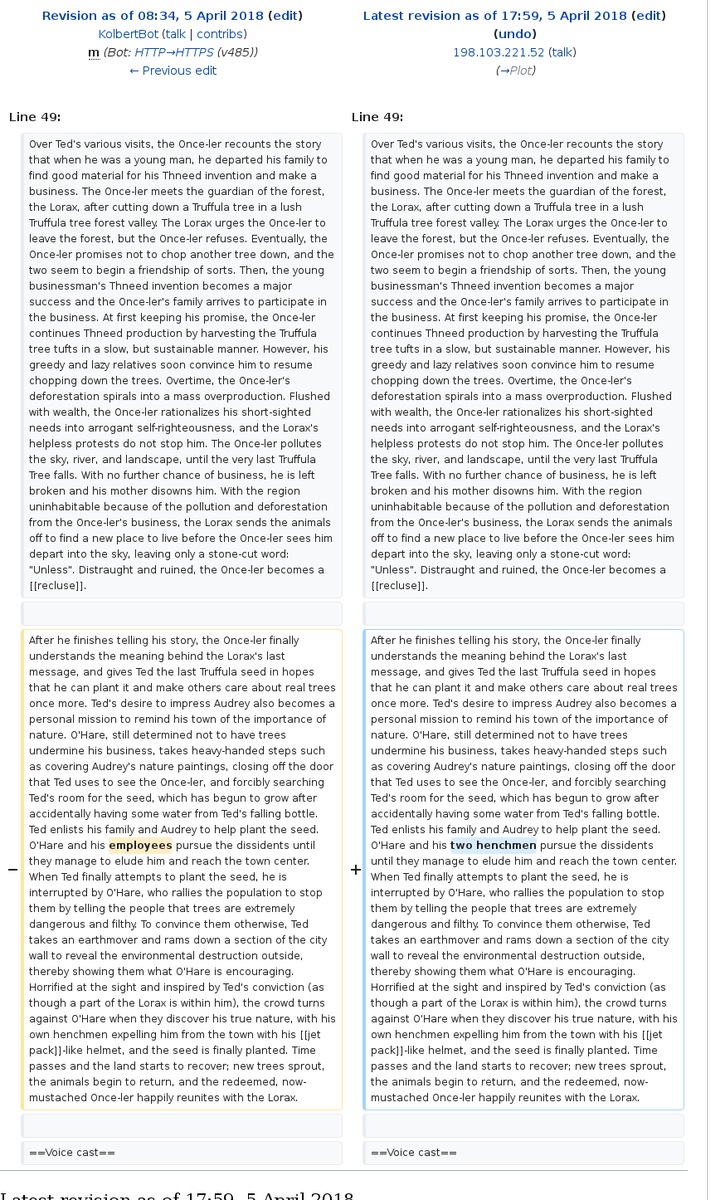 Revision as of 08:34, 5 April 2018 (edit)
KolbertBot (talk | contribs)
m (Bot: HTTP→HTTPS (v485))
← Previous edit
Latest revision as of 17:59, 5 April 2018 (edit)
(undo)
198.103.221.52 (talk)
(→Plot)
Line 49:
Over Ted's various visits, the Once-ler recounts the story
that when he was a young man, he departed his family to
find good material for his Thneed invention and make a
business. The Once-ler meets the guardian of the forest,
the Lorax, after cutting down a Truffula tree in a lush
Truffula tree forest valley. The Lorax urges the Once-ler to
leave the forest, but the Once-ler refuses. Eventually, the
Once-ler promises not to chop another tree down, and the
two seem to begin a friendship of sorts. Then, the young
businessman's Thneed invention becomes a major
success and the Once-ler's family arrives to participate in
the business. At first keeping his promise, the Once-ler
continues Thneed production by harvesting the Truffula
tree tufts in a slow, but sustainable manner. However, his
greedy and lazy relatives soon convince him to resume
chopping down the trees. Overtime, the Once-ler's
deforestation spirals into a mass overproduction. Flushed
with wealth, the Once-ler rationalizes his short-sighted
needs into arrogant self-righteousness, and the Lorax's
helpless protests do not stop him. The Once-ler pollutes
the sky, river, and landscape, until the very last Truffula
Tree falls. With no further chance of business, he is left
broken and his mother disowns him. With the region
uninhabitable because of the pollution and deforestation
from the Once-ler's business, the Lorax sends the animals
off to find a new place to live before the Once-ler sees him
depart into the sky, leaving only a stone-cut word:
"Unless". Distraught and ruined, the Once-ler becomes a
[[recluse]].
After he finishes telling his story, the Once-ler finally
understands the meaning behind the Lorax's last
message, and gives Ted the last Truffula seed in hopes
that he can plant it and make others care about real trees
once more. Ted's desire to impress Audrey also becomes a
personal mission to remind his town of the importance of
nature. O'Hare, still determined not to have trees
undermine his business, takes heavy-handed steps such
as covering Audrey's nature paintings, closing off the door
that Ted uses to see the Once-ler, and forcibly searching
Ted's room for the seed, which has begun to grow after
accidentally having some water from Ted's falling bottle.
Ted enlists his family and Audrey to help plant the seed.
O'Hare and his employees pursue the dissidents
until they manage to elude him and reach the town center.
− When Ted finally attempts to plant the seed, he is
interrupted by O'Hare, who rallies the population to stop
them by telling the people that trees are extremely
dangerous and filthy. To convince them otherwise, Ted
takes an earthmover and rams down a section of the city
wall to reveal the environmental destruction outside,
thereby showing them what O'Hare is encouraging.
Horrified at the sight and inspired by Ted's conviction (as
though a part of the Lorax is within him), the crowd turns
against O'Hare when they discover his true nature, with his
own henchmen expelling him from the town with his [[jet
pack]]-like helmet, and the seed is finally planted. Time
passes and the land starts to recover; new trees sprout,
the animals begin to return, and the redeemed, now-
mustached Once-ler happily reunites with the Lorax.
==Voice cast==
Line 49:
Over Ted's various visits, the Once-ler recounts the story
that when he was a young man, he departed his family to
find good material for his Thneed invention and make a
business. The Once-ler meets the guardian of the forest,
the Lorax, after cutting down a Truffula tree in a lush
Truffula tree forest valley. The Lorax urges the Once-ler to
leave the forest, but the Once-ler refuses. Eventually, the
Once-ler promises not to chop another tree down, and the
two seem to begin a friendship of sorts. Then, the young
businessman's Thneed invention becomes a major
success and the Once-ler's family arrives to participate in
the business. At first keeping his promise, the Once-ler
continues Thneed production by harvesting the Truffula
tree tufts in a slow, but sustainable manner. However, his
greedy and lazy relatives soon convince him to resume
chopping down the trees. Overtime, the Once-ler's
deforestation spirals into a mass overproduction. Flushed
with wealth, the Once-ler rationalizes his short-sighted
needs into arrogant self-righteousness, and the Lorax's
helpless protests do not stop him. The Once-ler pollutes
the sky, river, and landscape, until the very last Truffula
Tree falls. With no further chance of business, he is left
broken and his mother disowns him. With the region
uninhabitable because of the pollution and deforestation
from the Once-ler's business, the Lorax sends the animals
off to find a new place to live before the Once-ler sees him
depart into the sky, leaving only a stone-cut word:
"Unless". Distraught and ruined, the Once-ler becomes a
[[recluse]].
After he finishes telling his story, the Once-ler finally
understands the meaning behind the Lorax's last
message, and gives Ted the last Truffula seed in hopes
that he can plant it and make others care about real trees
once more. Ted's desire to impress Audrey also becomes a
personal mission to remind his town of the importance of
nature. O'Hare, still determined not to have trees
undermine his business, takes heavy-handed steps such
as covering Audrey's nature paintings, closing off the door
that Ted uses to see the Once-ler, and forcibly searching
Ted's room for the seed, which has begun to grow after
accidentally having some water from Ted's falling bottle.
Ted enlists his family and Audrey to help plant the seed.
O'Hare and his two henchmen pursue the dissidents
until they manage to elude him and reach the town center.
+ When Ted finally attempts to plant the seed, he is
interrupted by O'Hare, who rallies the population to stop
them by telling the people that trees are extremely
dangerous and filthy. To convince them otherwise, Ted
takes an earthmover and rams down a section of the city
wall to reveal the environmental destruction outside,
thereby showing them what O'Hare is encouraging.
Horrified at the sight and inspired by Ted's conviction (as
though a part of the Lorax is within him), the crowd turns
against O'Hare when they discover his true nature, with his
own henchmen expelling him from the town with his [[jet
pack]]-like helmet, and the seed is finally planted. Time
passes and the land starts to recover; new trees sprout,
the animals begin to return, and the redeemed, now-
mustached Once-ler happily reunites with the Lorax.
==Voice cast==
Latest revision as of 17:59, 5 April 2018